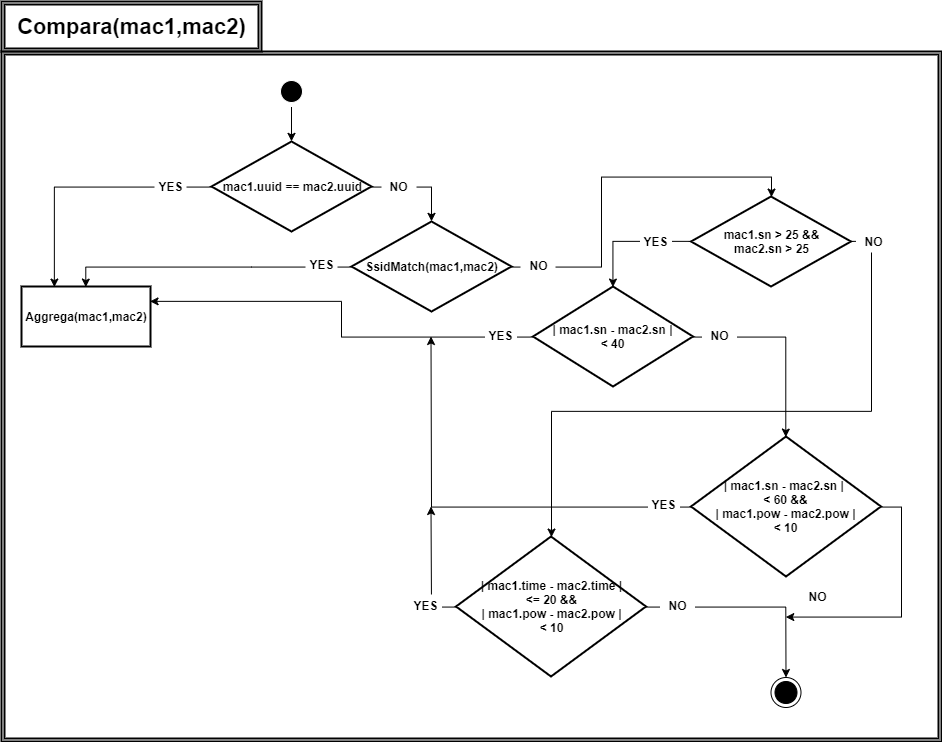 Compara(mac1,mac2)
YES
mac1.uuid == mac2.uuid
NO
YES
SsidMatch(mac1,mac2)
NO
YES
mac1.sn > 25 &&
mac2.sn > 25
NO
Aggrega(mac1,mac2)
YES
| mac1.sn - mac2.sn |
< 40
NO
YES
| mac1.sn - mac2.sn |
< 60 &&
| mac1.pow - mac2.pow |
< 10
NO
YES
| mac1.time - mac2.time |
<= 20 &&
| mac1.pow - mac2.pow |
< 10
NO